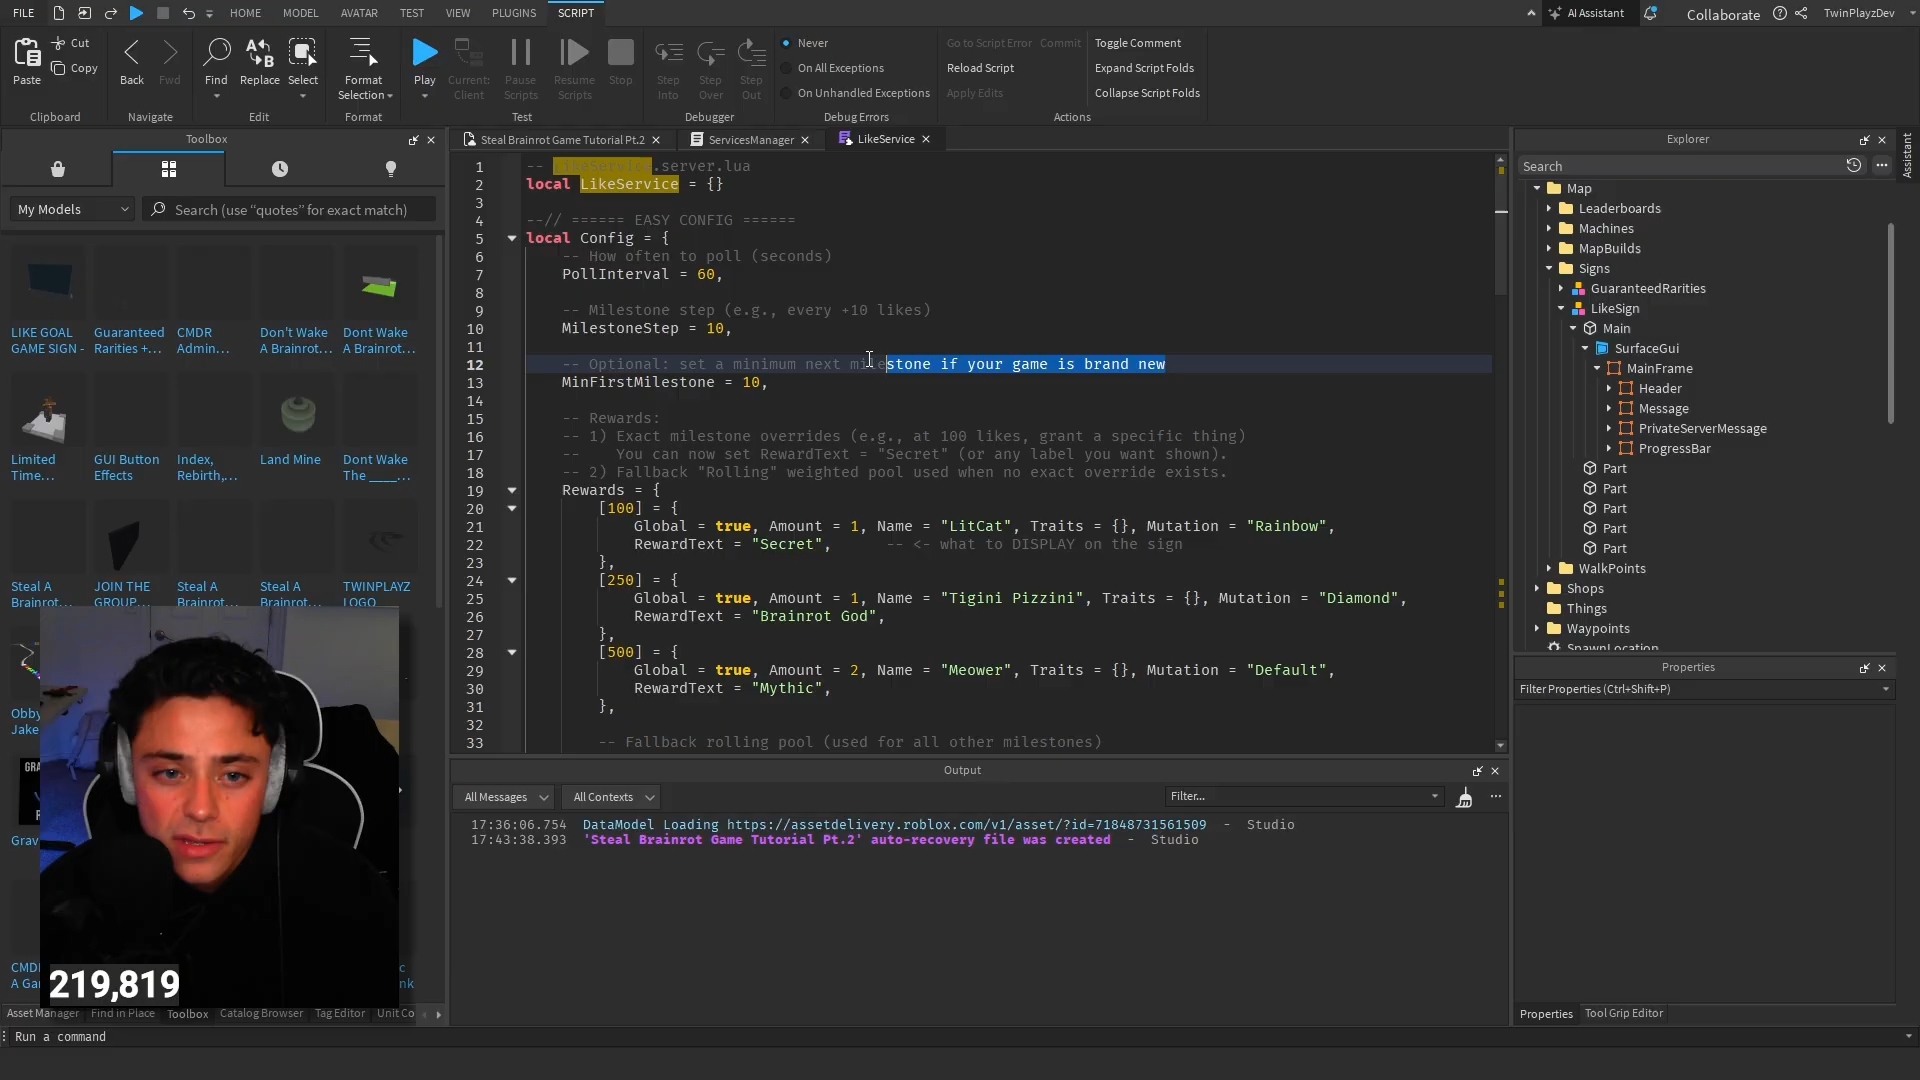 FILE
HOME
MODEL
AVATAR
TEST
VIEW
PLUGINS
SCRIPT
AI Assistant
Collaborate
TwinPlayzDev
Paste
Cut
Copy
Clipboard
Back
Fwd
Navigate
Find
Replace
Select
Edit
Format
Selection
Format
Play
Current:
Client
Pause
Scripts
Resume
Scripts
Stop
Test
Step
Into
Step
Over
Step
Out
Debugger
Never
On All Exceptions
On Unhandled Exceptions
Debug Errors
Go to Script Error
Commit
Reload Script
Apply Edits
Toggle Comment
Expand Script Folds
Collapse Script Folds
Actions
Toolbox
My Models
Search (use "quotes" for exact match)
LIKE GOAL
GAME SIGN -
Guaranteed
Rarities +...
CMDR
Admin...
Don't Wake
A Brainrot...
Dont Wake
A Brainrot...
Limited
Time...
GUI Button
Effects
Index,
Rebirth,...
Land Mine
Dont Wake
The ____...
Steal A
Brainrot...
JOIN THE
GROUP...
Steal A
Brainrot...
Steal A
Brainrot...
TWINPLAYZ
LOGO
219,819
Asset Manager
Find in Place
Toolbox
Catalog Browser
Tag Editor
Unit Co
Run a command
Steal Brainrot Game Tutorial Pt.2
ServicesManager
LikeService
1 -- LikeService.server.lua
2 local LikeService = {}
3
4 --// ====== EASY CONFIG ======
5 local Config = {
6 -- How often to poll (seconds)
7 PollInterval = 60,
8
9 -- Milestone step (e.g., every +10 likes)
10 MilestoneStep = 10,
11
12 -- Optional: set a minimum next milestone if your game is brand new
13 MinFirstMilestone = 10,
14
15 -- Rewards:
16 -- 1) Exact milestone overrides (e.g., at 100 likes, grant a specific thing)
17 -- You can now set RewardText = "Secret" (or any label you want shown).
18 -- 2) Fallback "Rolling" weighted pool used when no exact override exists.
19 Rewards = {
20 [100] = {
21 Global = true, Amount = 1, Name = "LitCat", Traits = {}, Mutation = "Rainbow",
22 RewardText = "Secret", -- <- what to DISPLAY on the sign
23 },
24 [250] = {
25 Global = true, Amount = 1, Name = "Tigini Pizzini", Traits = {}, Mutation = "Diamond",
26 RewardText = "Brainrot God",
27 },
28 [500] = {
29 Global = true, Amount = 2, Name = "Meower", Traits = {}, Mutation = "Default",
30 RewardText = "Mythic",
31 },
32
33 -- Fallback rolling pool (used for all other milestones)
Output
All Messages
All Contexts
Filter...
17:36:06.754 DataModel Loading https://assetdelivery.roblox.com/v1/asset/?id=71848731561509 - Studio
17:43:38.393 'Steal Brainrot Game Tutorial Pt.2' auto-recovery file was created - Studio
Explorer
Search
Map
Leaderboards
Machines
MapBuilds
Signs
GuaranteedRarities
LikeSign
Main
SurfaceGui
MainFrame
Header
Message
PrivateServerMessage
ProgressBar
Part
Part
Part
Part
Part
WalkPoints
Shops
Things
Waypoints
SpawnLocation
Assistant
Properties
Filter Properties (Ctrl+Shift+P)
Properties
Tool Grip Editor